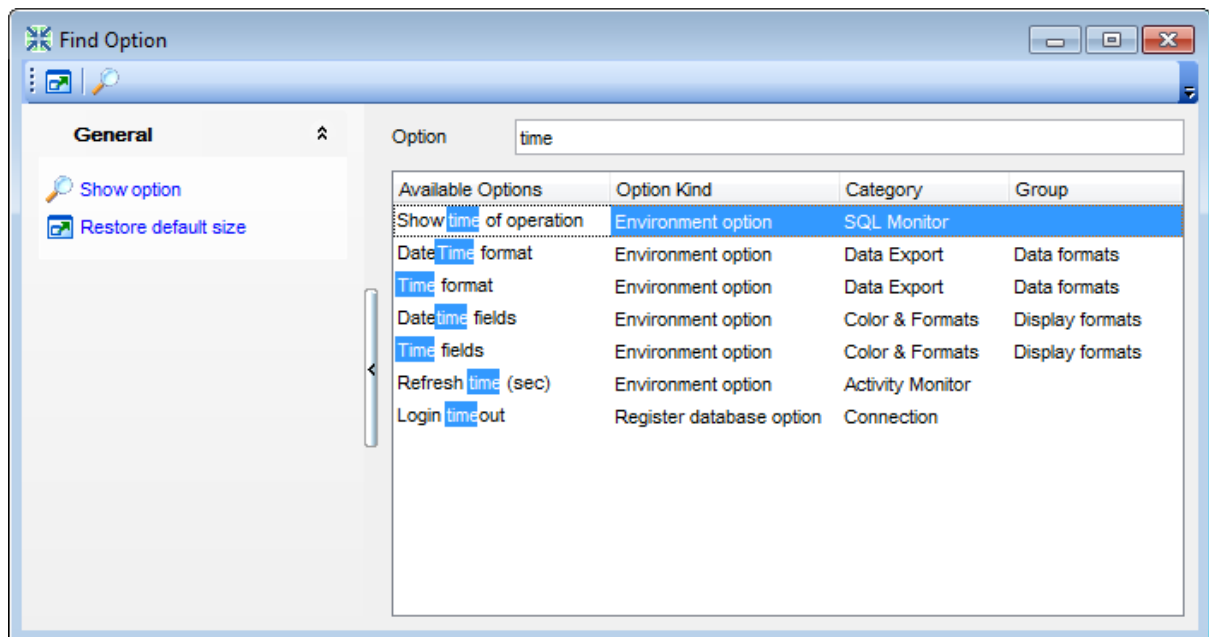 Find Option
General
Show option
Restore default size
Option time
Available Options Option Kind Category Group
Show time of operation Environment option SQL Monitor
DateTime format Environment option Data Export Data formats
Time format Environment option Data Export Data formats
Datetime fields Environment option Color & Formats Display formats
Time fields Environment option Color & Formats Display formats
Refresh time (sec) Environment option Activity Monitor
Login timeout Register database option Connection